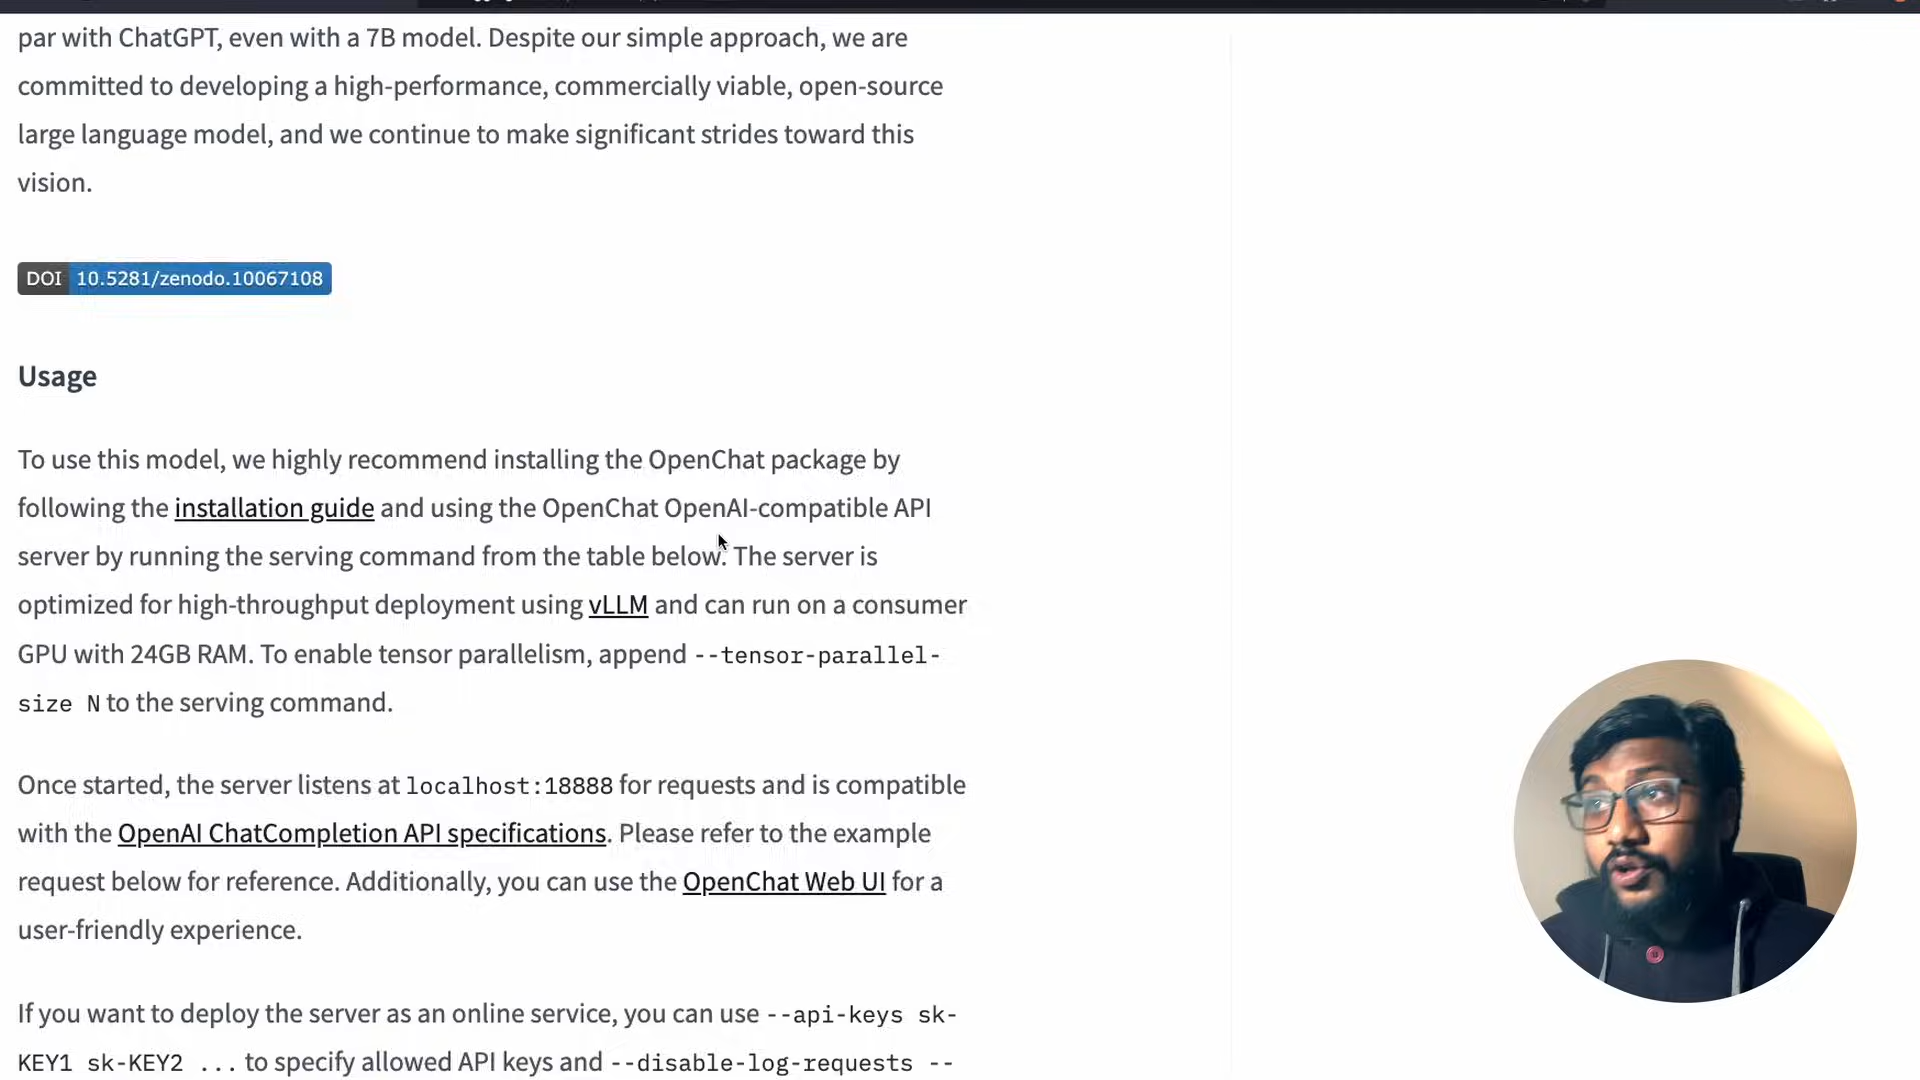 par with ChatGPT, even with a 7B model. Despite our simple approach, we are
committed to developing a high-performance, commercially viable, open-source
large language model, and we continue to make significant strides toward this
vision.
DOI 10.5281/zenodo.10067108
Usage
To use this model, we highly recommend installing the OpenChat package by
following the installation guide and using the OpenChat OpenAI-compatible API
server by running the serving command from the table below. The server is
optimized for high-throughput deployment using vLLM and can run on a consumer
GPU with 24GB RAM. To enable tensor parallelism, append --tensor-parallel-
size N to the serving command.
Once started, the server listens at localhost:18888 for requests and is compatible
with the OpenAI ChatCompletion API specifications. Please refer to the example
request below for reference. Additionally, you can use the OpenChat Web UI for a
user-friendly experience.
If you want to deploy the server as an online service, you can use --api-keys sk-
KEY1 sk-KEY2 ... to specify allowed API keys and --disable-log-requests --